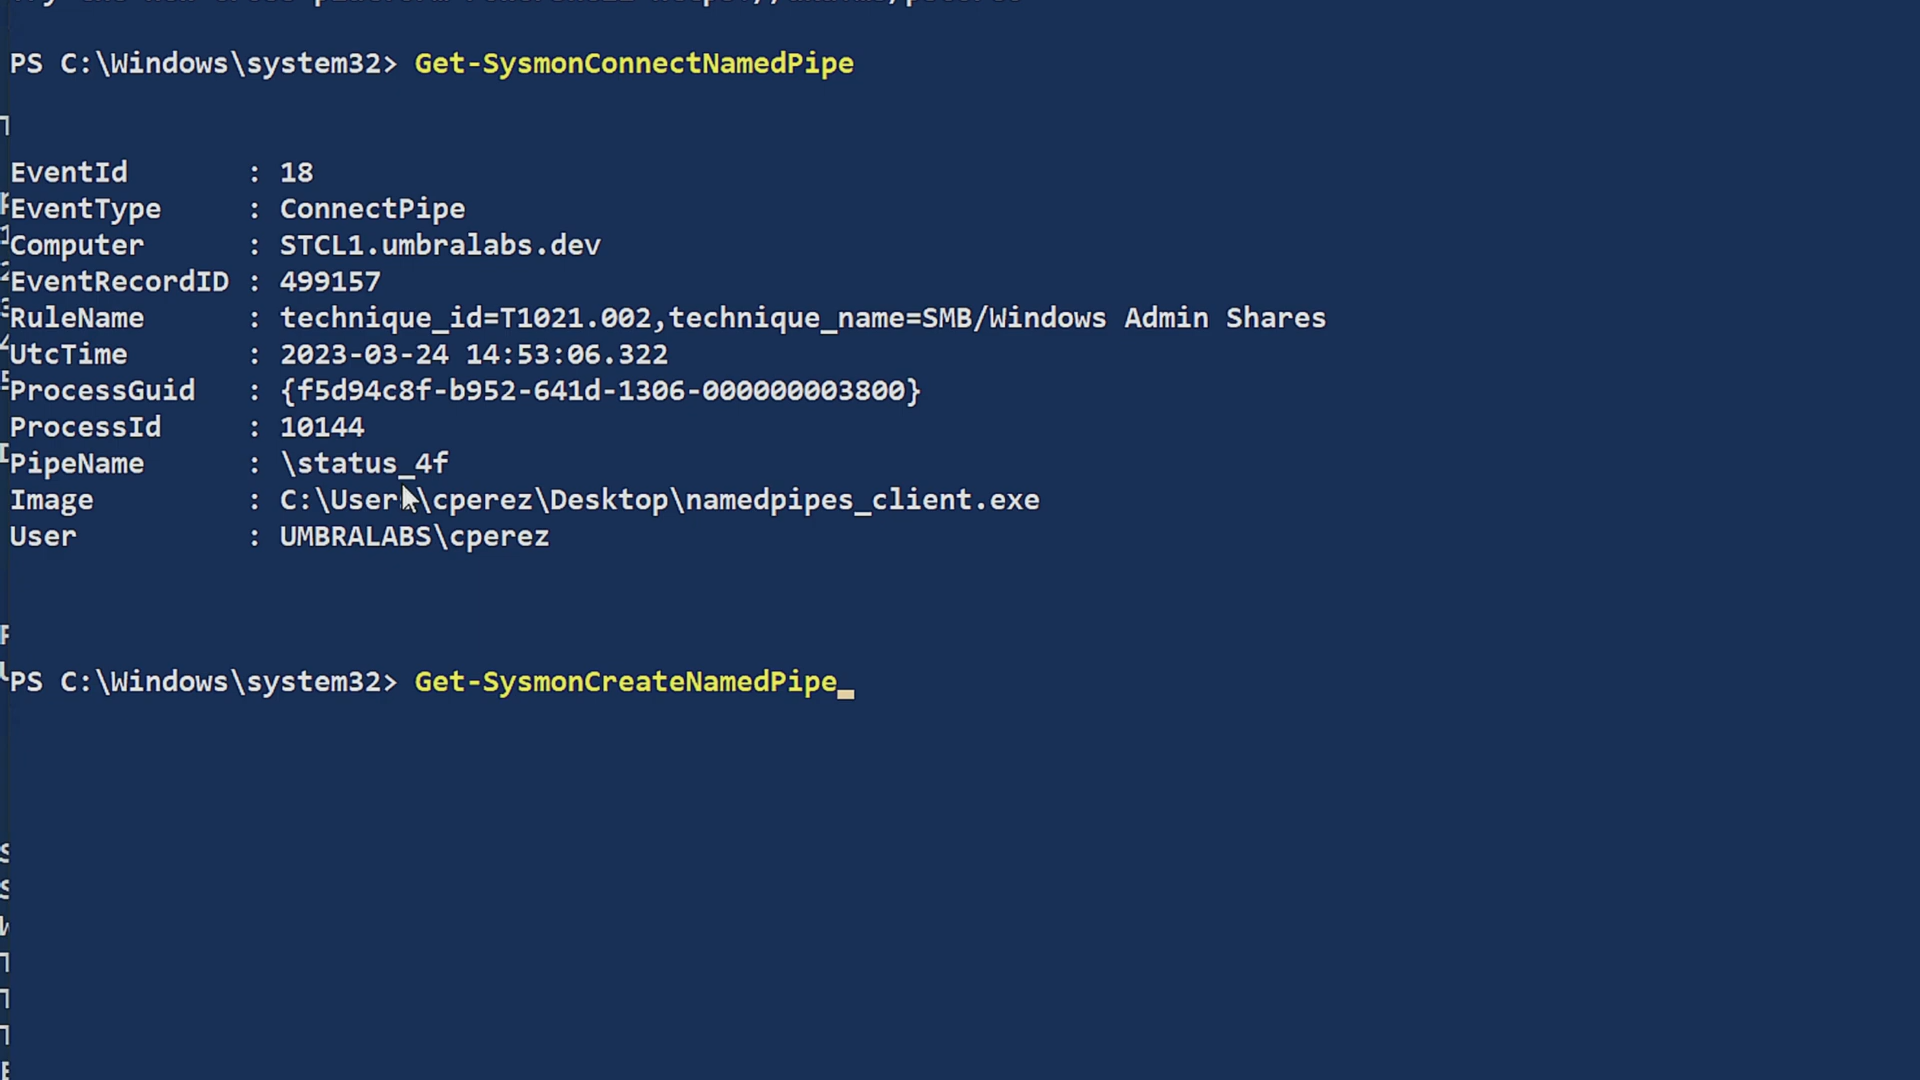 PS C:\Windows\system32> Get-SysmonConnectNamedPipe
EventId : 18
EventType : ConnectPipe
Computer : STCL1.umbralabs.dev
EventRecordID : 499157
RuleName : technique_id=T1021.002,technique_name=SMB/Windows Admin Shares
UtcTime : 2023-03-24 14:53:06.322
ProcessGuid : {f5d94c8f-b952-641d-1306-000000003800}
ProcessId : 10144
PipeName : \status_4f
Image : C:\Users\cperez\Desktop\namedpipes_client.exe
User : UMBRALABS\cperez
PS C:\Windows\system32> Get-SysmonCreateNamedPipe